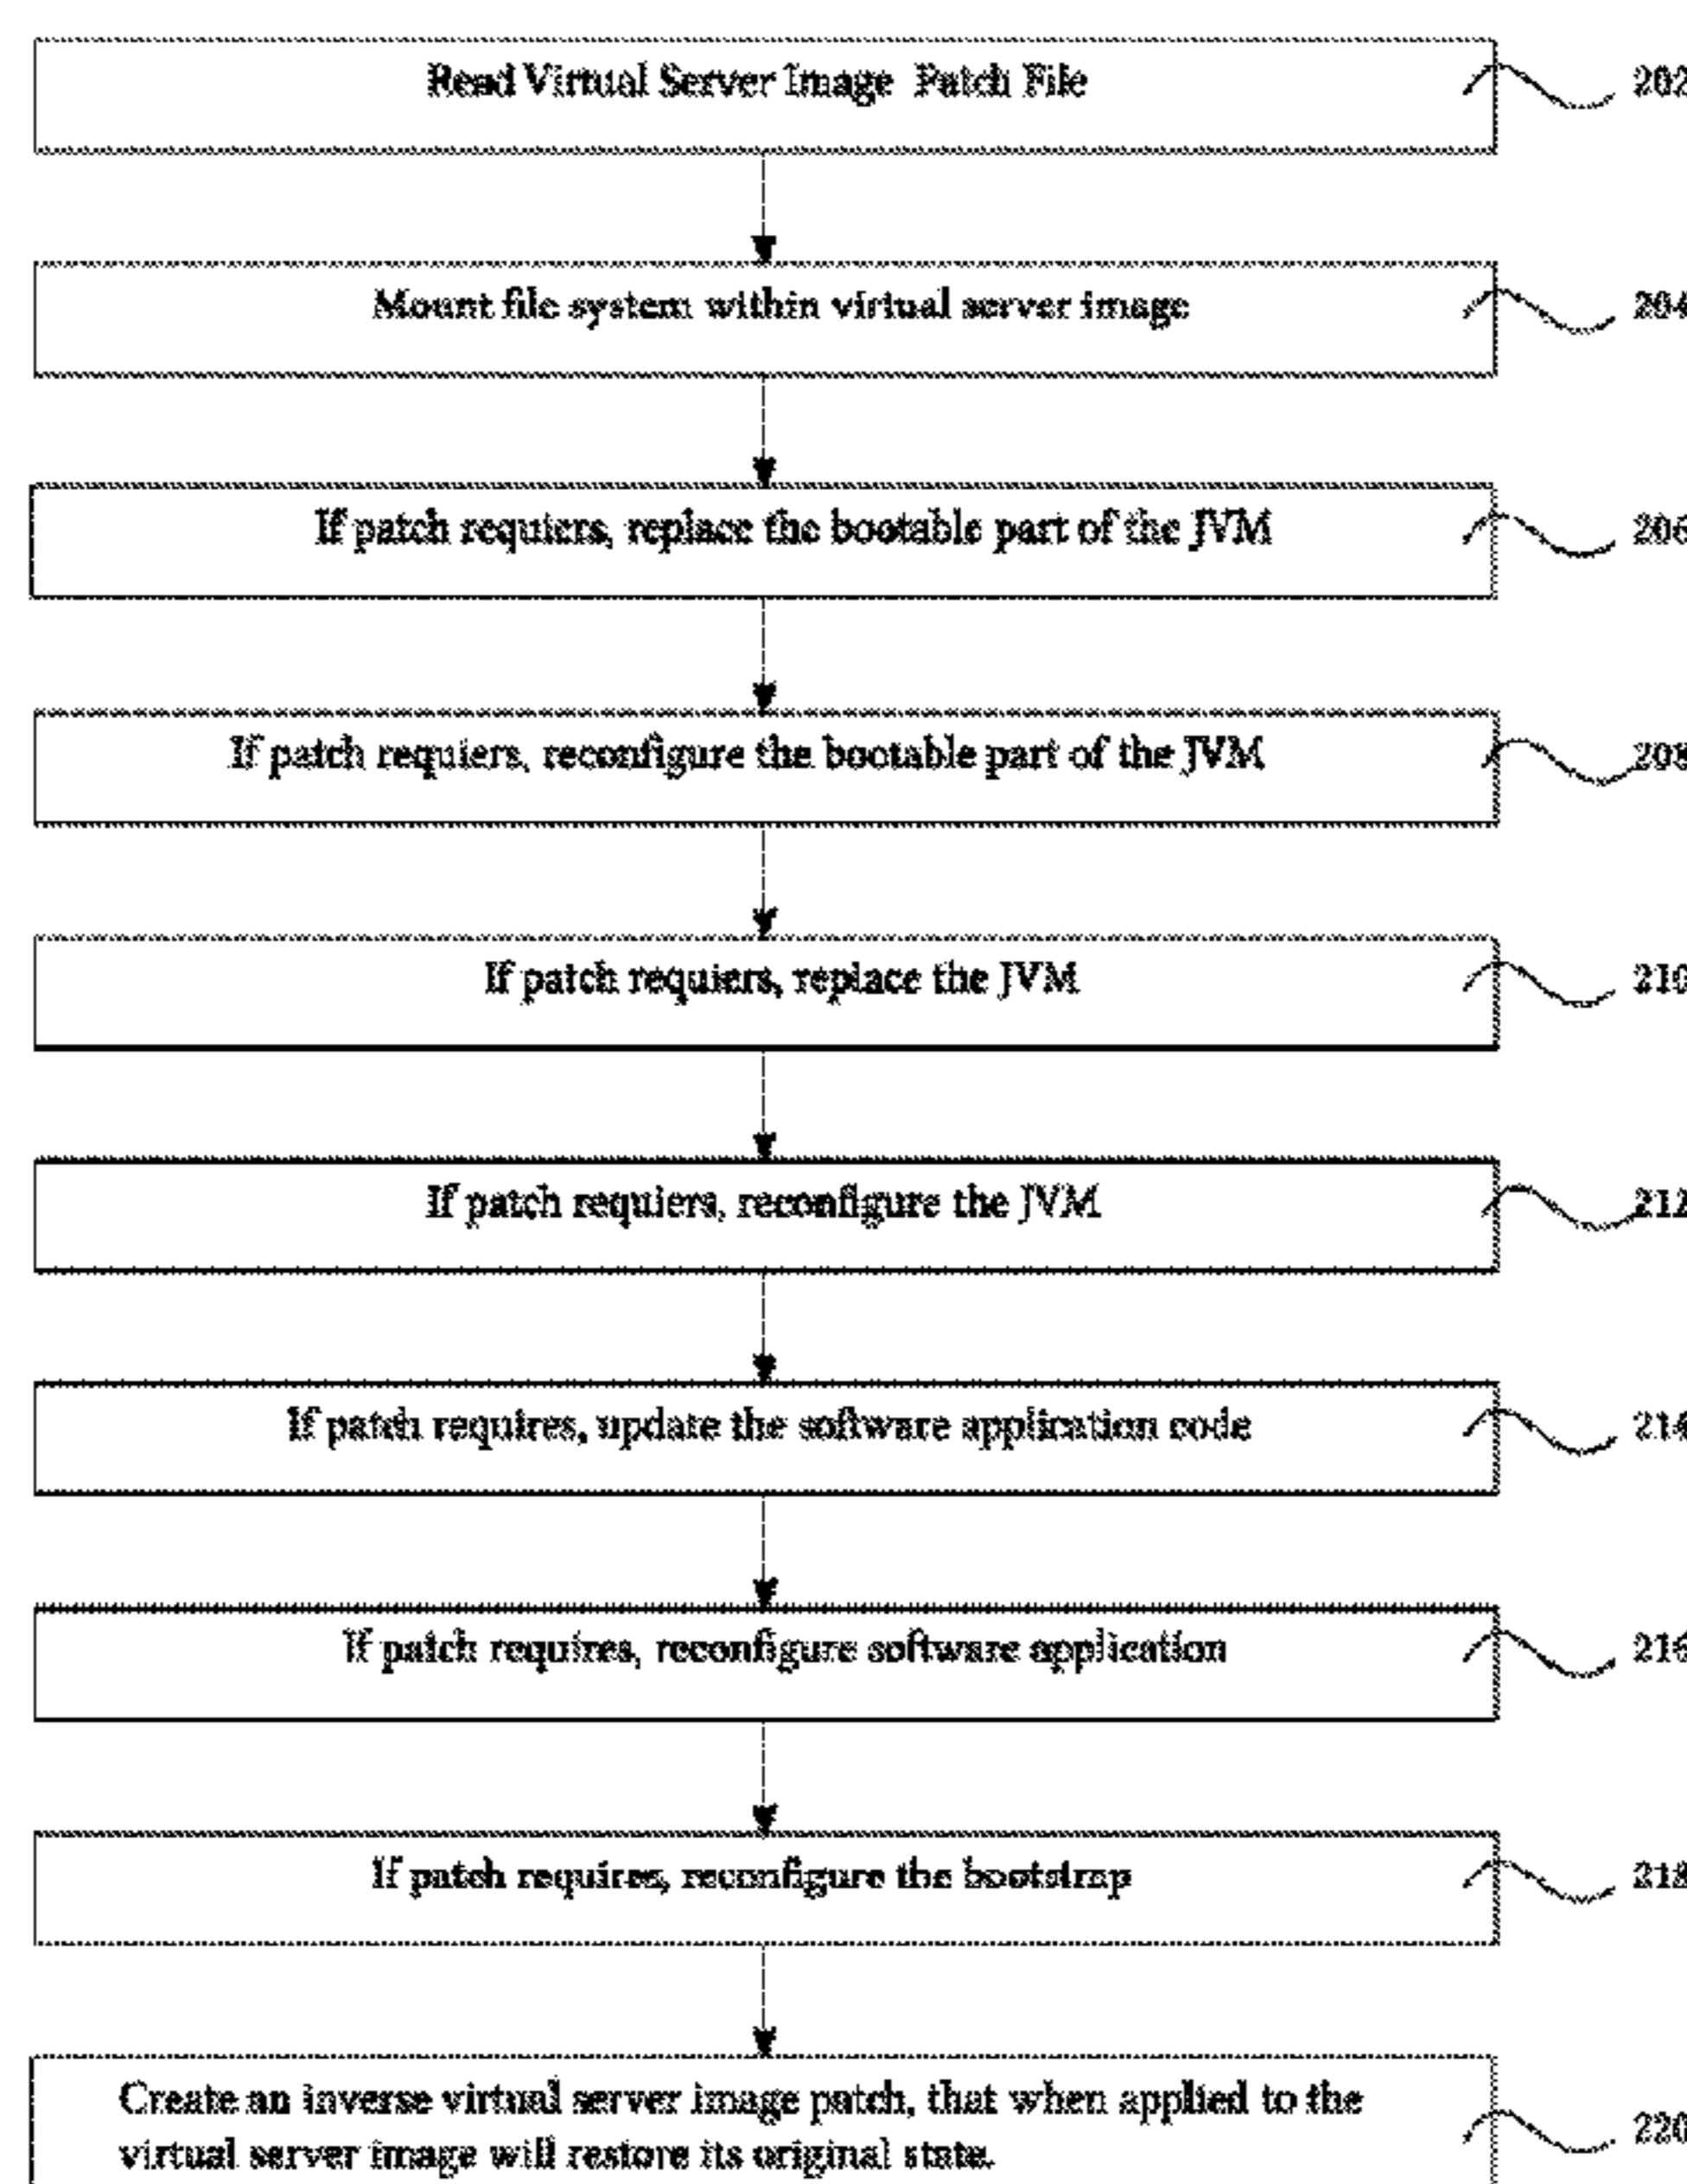 Read Virtual Server Image Patch File
202
Mount file system within virtual server image
204
If patch requiers, replace the bootable part of the JVM
206
If patch requiers, reconfigure the bootable part of the JVM
208
If patch requiers, replace the JVM
210
If patch requiers, reconfigure the JVM
212
If patch requires, update the software application code
214
If patch requires, reconfigure software application
216
If patch requires, reconfigure the bootstrap
218
Create an inverse virtual server image patch, that when applied to the
virtual server image will restore its original state.
220